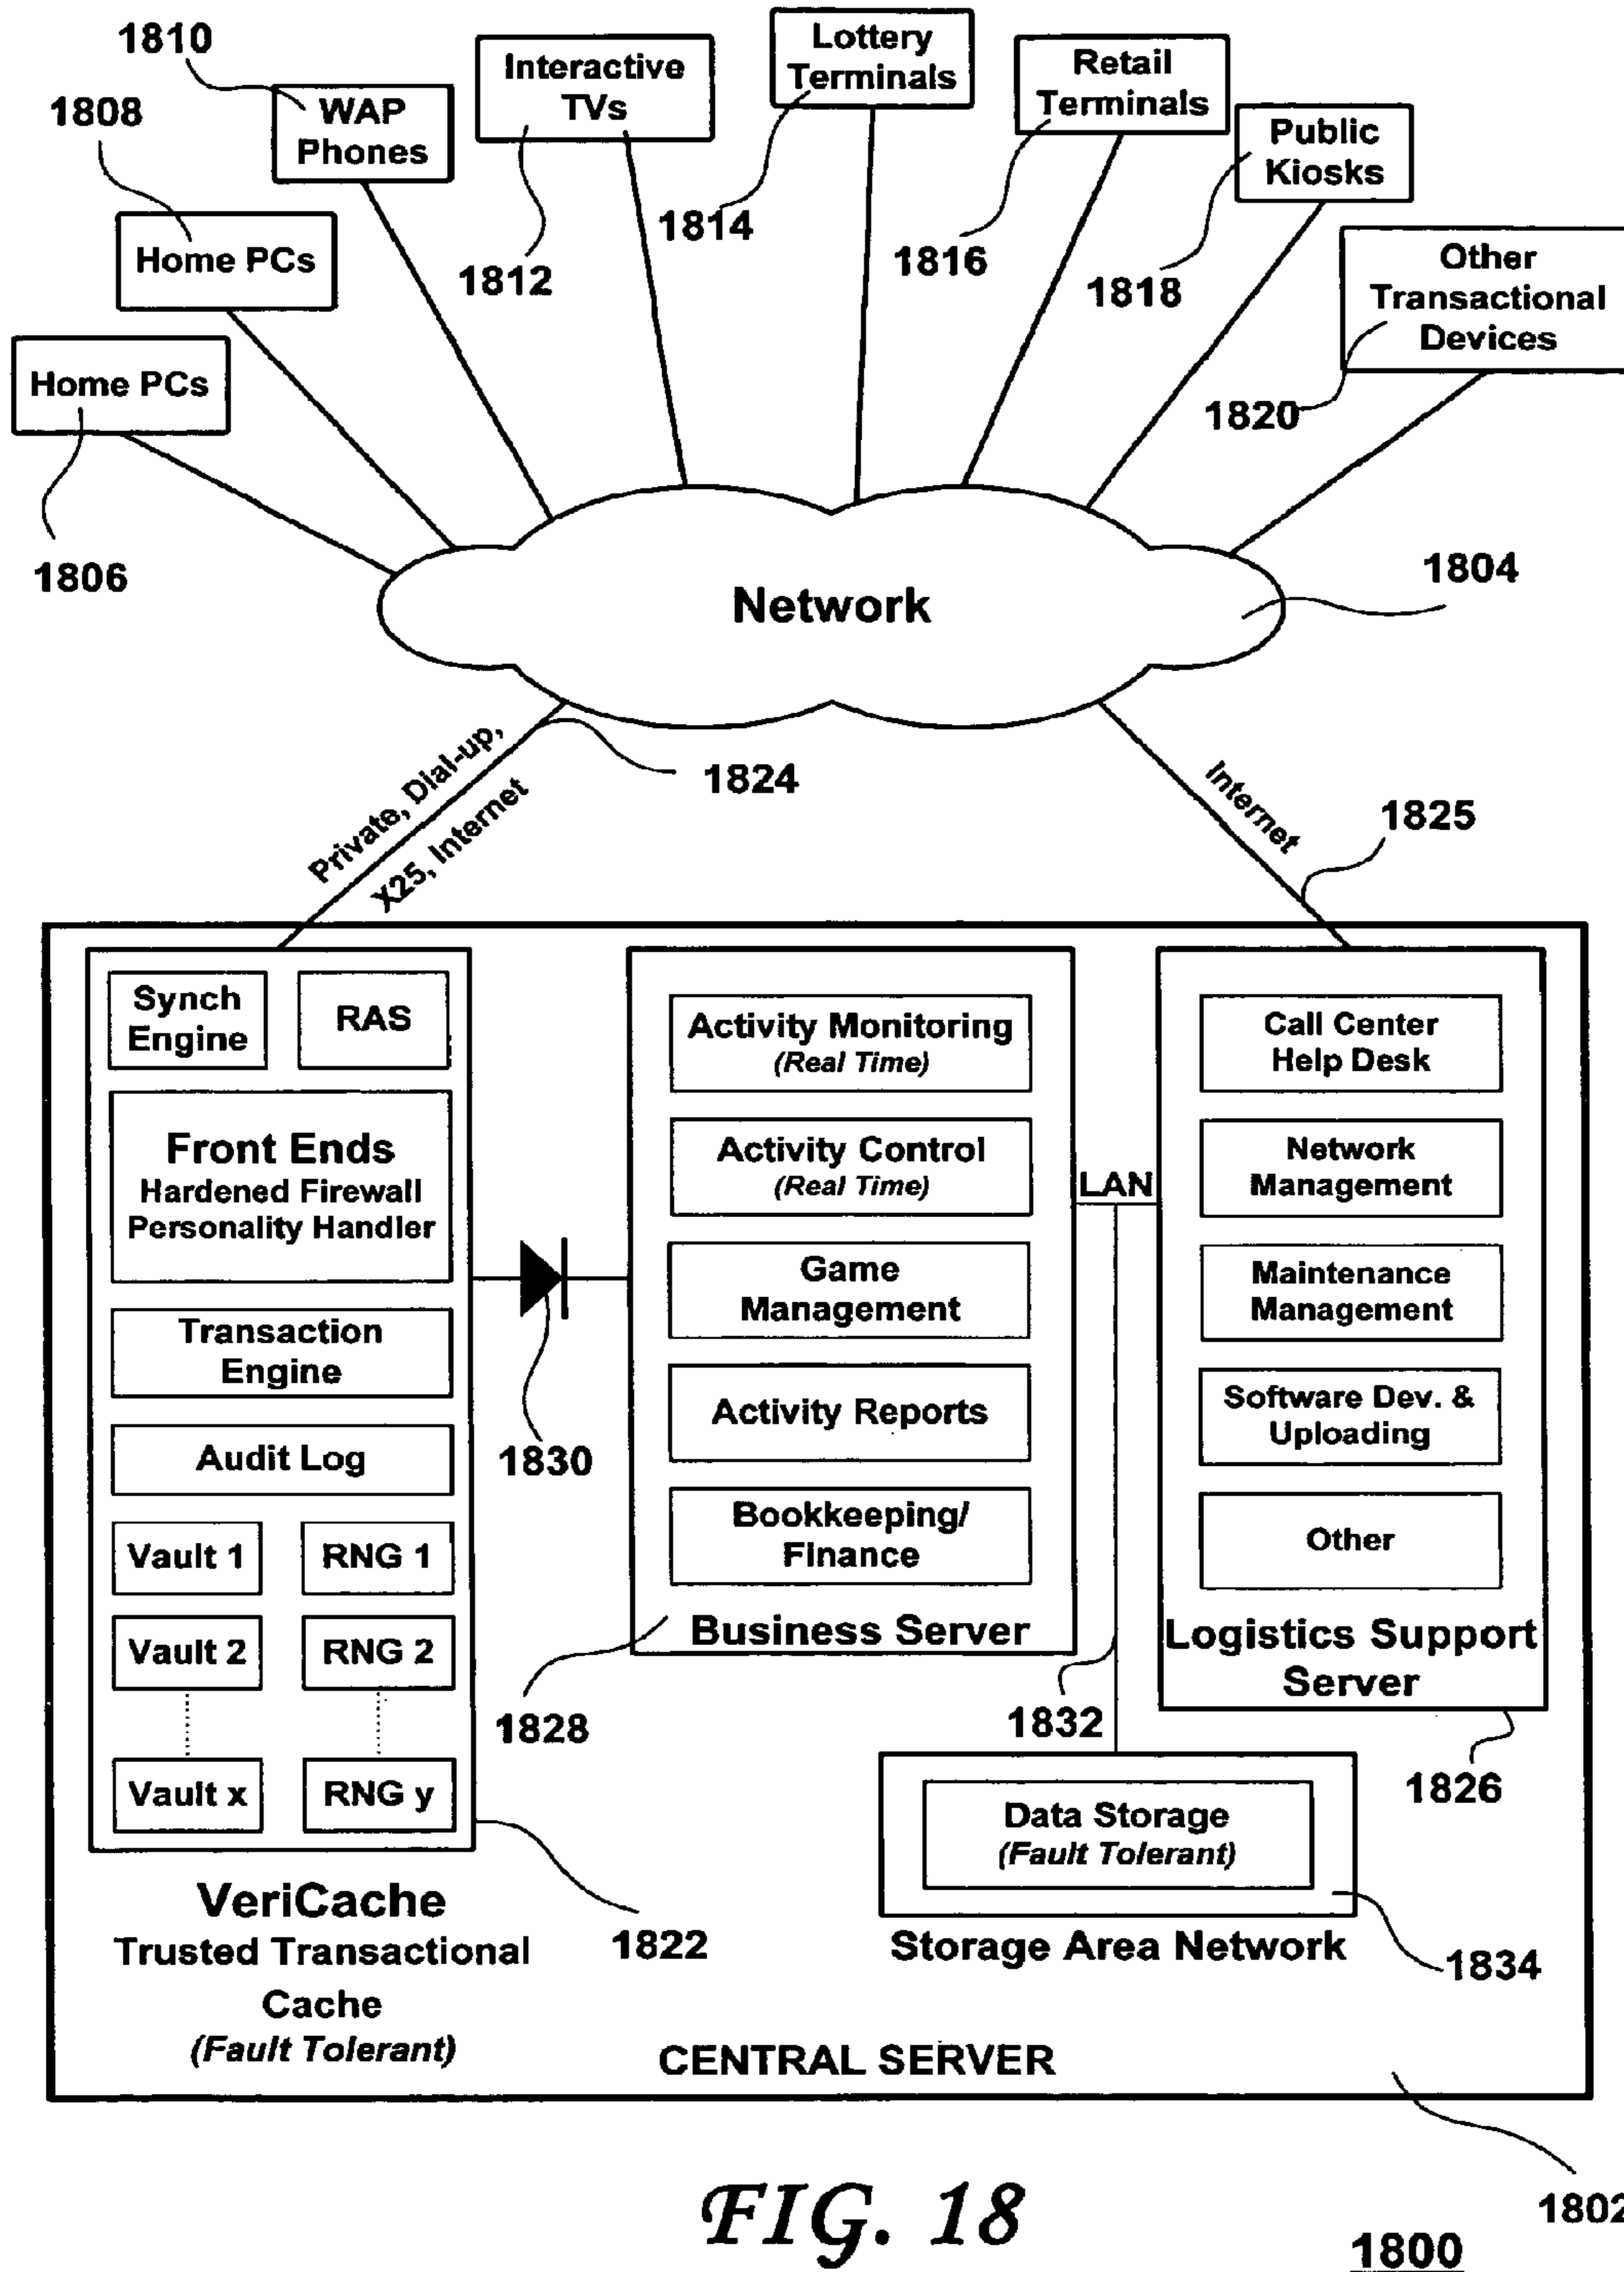 1810
WAP
Phones
Interactive
TVs
Lottery
Terminals
Retail
Terminals
Public
Kiosks
1808
Home PCs
1812
1814
1816
1818
Other
Transactional
Devices
Home PCs
1820
1806
Network
1804
Private, Dial-up,
X25, Internet
1824
Internet
1825
Synch
Engine
RAS
Front Ends
Hardened Firewall
Personality Handler
Transaction
Engine
Audit Log
Vault 1
RNG 1
Vault 2
RNG 2
Vault x
RNG y
VeriCache
Trusted Transactional
Cache
(Fault Tolerant)
1822
1830
Activity Monitoring
(Real Time)
Activity Control
(Real Time)
Game
Management
Activity Reports
Bookkeeping/
Finance
Business Server
1828
LAN
1832
Call Center
Help Desk
Network
Management
Maintenance
Management
Software Dev. &
Uploading
Other
Logistics Support
Server
1826
Data Storage
(Fault Tolerant)
Storage Area Network
1834
CENTRAL SERVER
1802
FIG. 18
1800